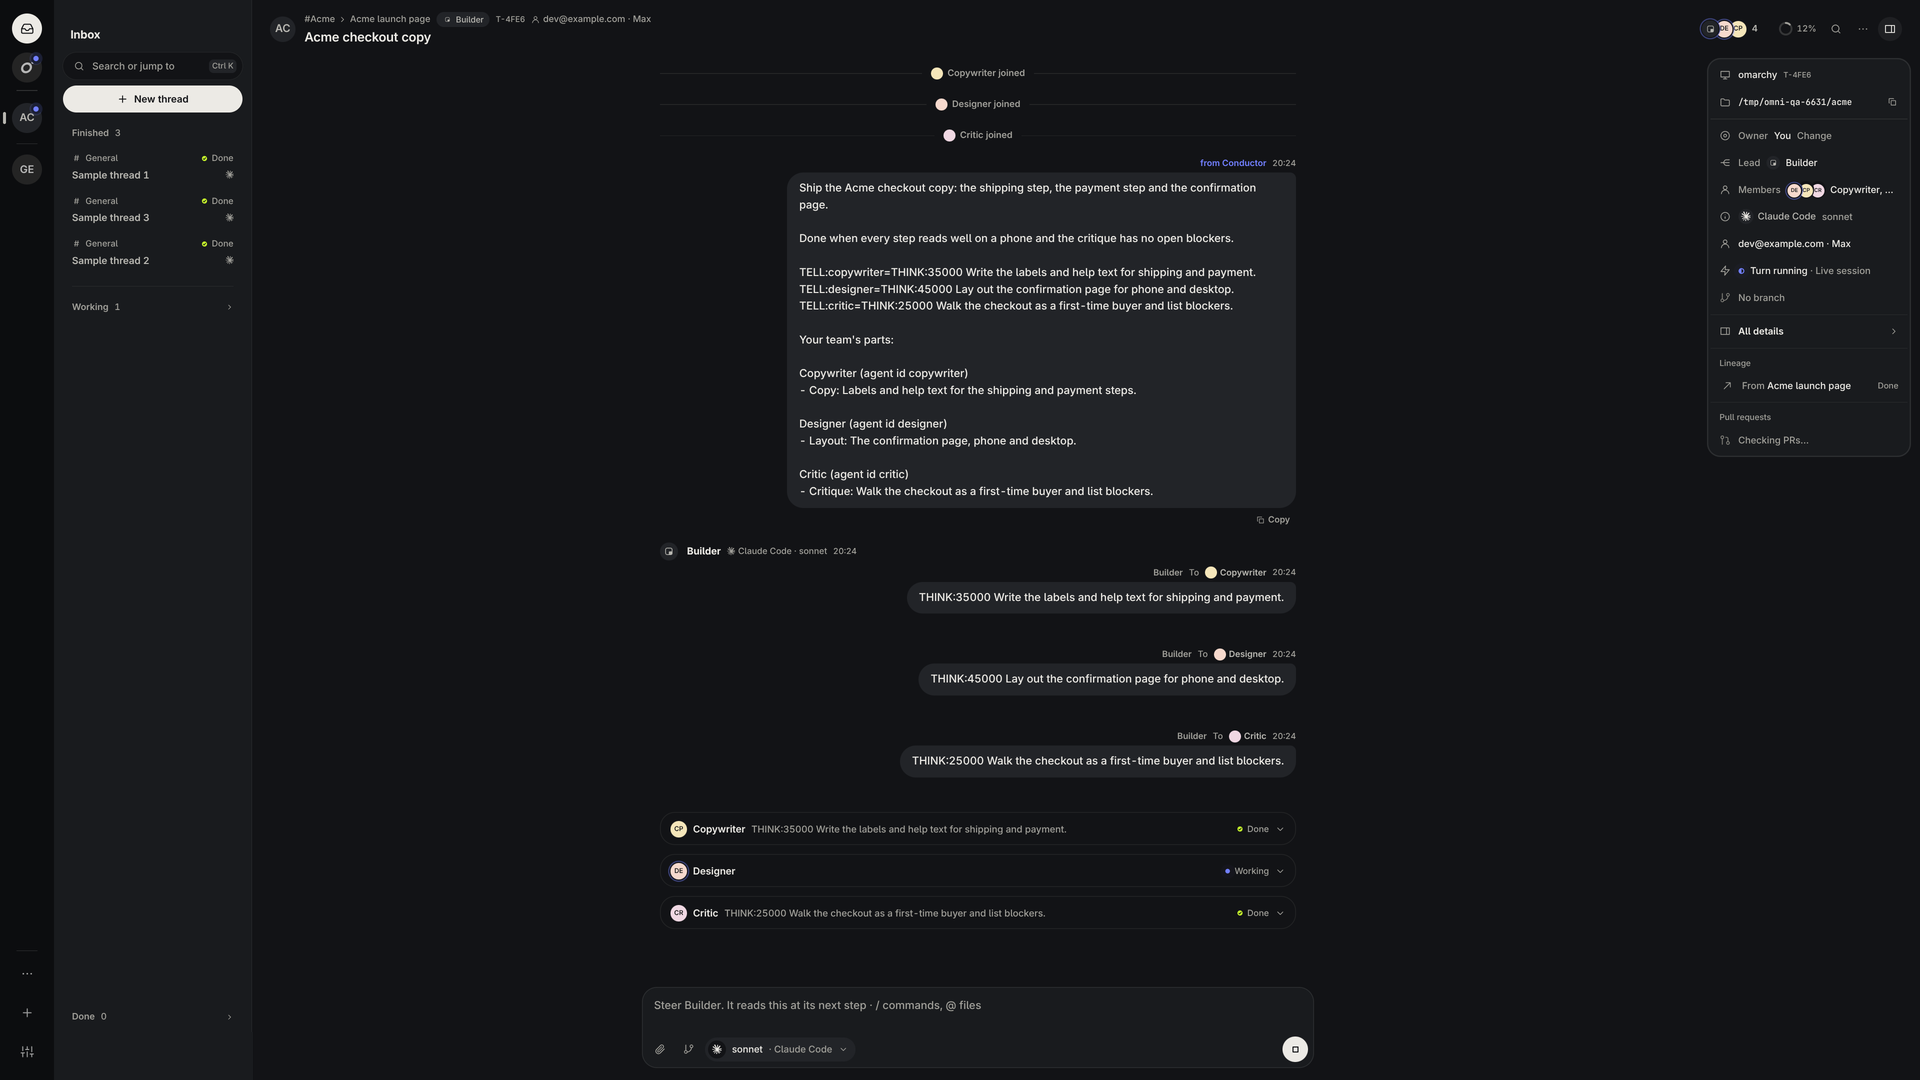 Inbox
Search or jump to
Ctrl K
New thread
Finished 3
# General
Done
Sample thread 1
# General
Done
Sample thread 3
# General
Done
Sample thread 2
Working 1
Done 0
AC
GE
AC
#Acme › Acme launch page
Builder
T-4FE6
dev@example.com · Max
Acme checkout copy
DE
CP
4
12%
Copywriter joined
Designer joined
Critic joined
from Conductor 20:24
Ship the Acme checkout copy: the shipping step, the payment step and the confirmation
page.
Done when every step reads well on a phone and the critique has no open blockers.
TELL:copywriter=THINK:35000 Write the labels and help text for shipping and payment.
TELL:designer=THINK:45000 Lay out the confirmation page for phone and desktop.
TELL:critic=THINK:25000 Walk the checkout as a first-time buyer and list blockers.
Your team's parts:
Copywriter (agent id copywriter)
- Copy: Labels and help text for the shipping and payment steps.
Designer (agent id designer)
- Layout: The confirmation page, phone and desktop.
Critic (agent id critic)
- Critique: Walk the checkout as a first-time buyer and list blockers.
Copy
Builder Claude Code · sonnet 20:24
Builder To Copywriter 20:24
THINK:35000 Write the labels and help text for shipping and payment.
Builder To Designer 20:24
THINK:45000 Lay out the confirmation page for phone and desktop.
Builder To Critic 20:24
THINK:25000 Walk the checkout as a first-time buyer and list blockers.
CP Copywriter THINK:35000 Write the labels and help text for shipping and payment. Done
DE Designer Working
CR Critic THINK:25000 Walk the checkout as a first-time buyer and list blockers. Done
Steer Builder. It reads this at its next step · / commands, @ files
sonnet · Claude Code
omarchy T-4FE6
/tmp/omni-qa-6631/acme
Owner You Change
Lead Builder
Members DE CP CR Copywriter, ...
Claude Code sonnet
dev@example.com · Max
Turn running · Live session
No branch
All details
Lineage
From Acme launch page Done
Pull requests
Checking PRs...